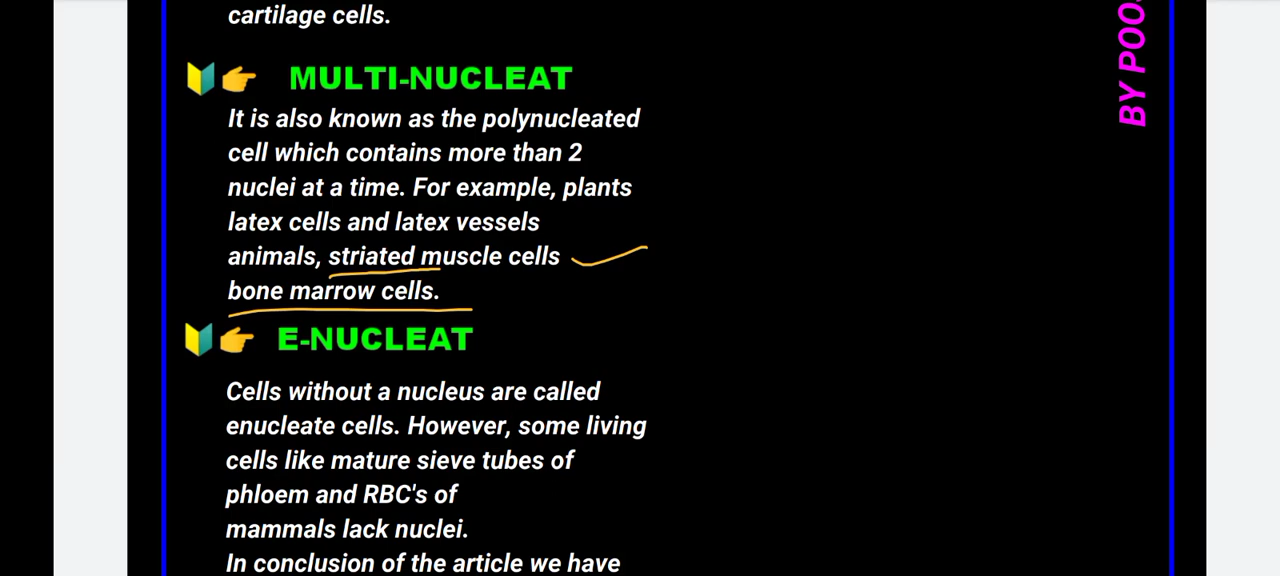 cartilage cells.
MULTI-NUCLEAT
It is also known as the polynucleated
cell which contains more than 2
nuclei at a time. For example, plants
latex cells and latex vessels
animals, striated muscle cells
bone marrow cells.
E-NUCLEAT
Cells without a nucleus are called
enucleate cells. However, some living
cells like mature sieve tubes of
phloem and RBC's of
mammals lack nuclei.
In conclusion of the article we have
BY